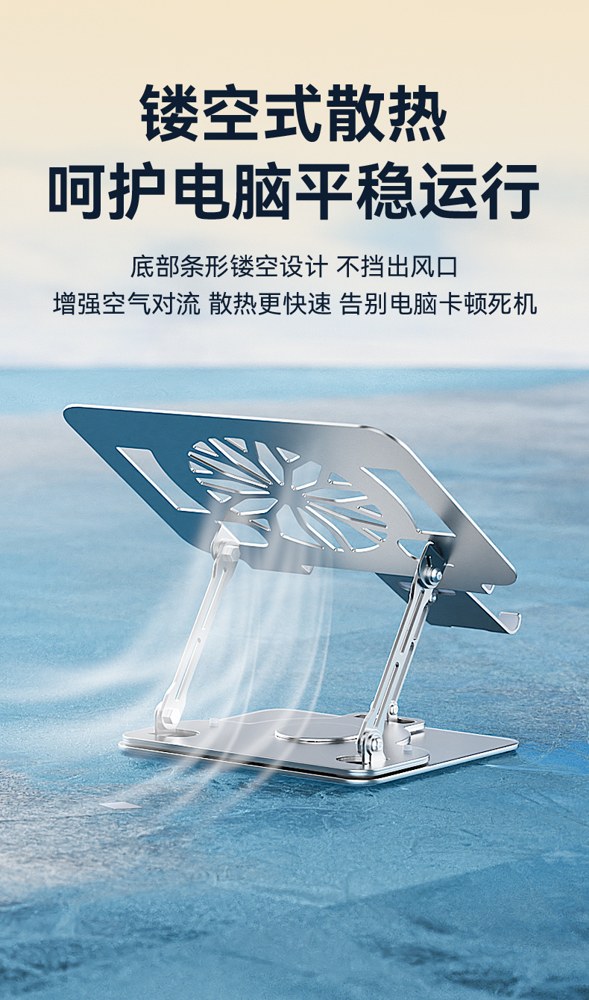 镂空式散热
呵护电脑平稳运行
底部条形镂空设计 不挡出风口
增强空气对流 散热更快速 告别电脑卡顿死机